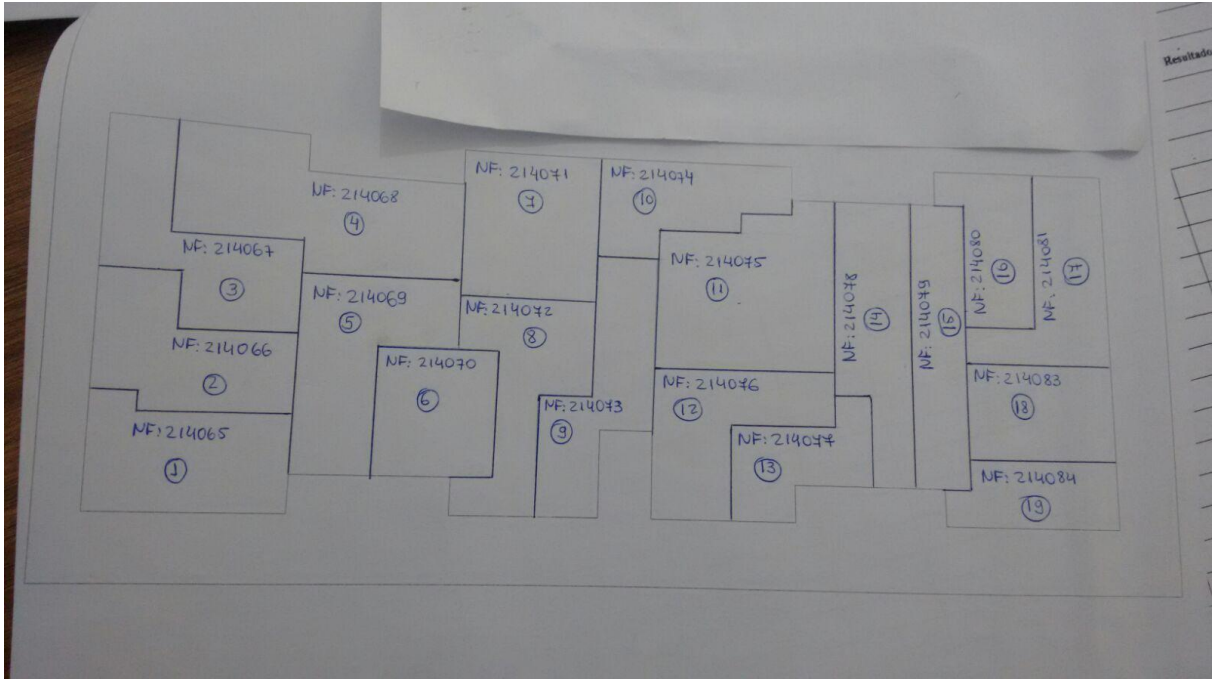 Resultado
NF: 214065
1
NF: 214066
2
NF: 214067
3
NF: 214068
4
NF: 214069
5
NF: 214070
6
NF: 214071
7
NF: 214072
8
NF: 214073
9
NF: 214074
10
NF: 214075
11
NF: 214076
12
NF: 214077
13
NF: 214078
14
NF: 214079
15
NF: 214080
16
NF: 214081
17
NF: 214083
18
NF: 214084
19